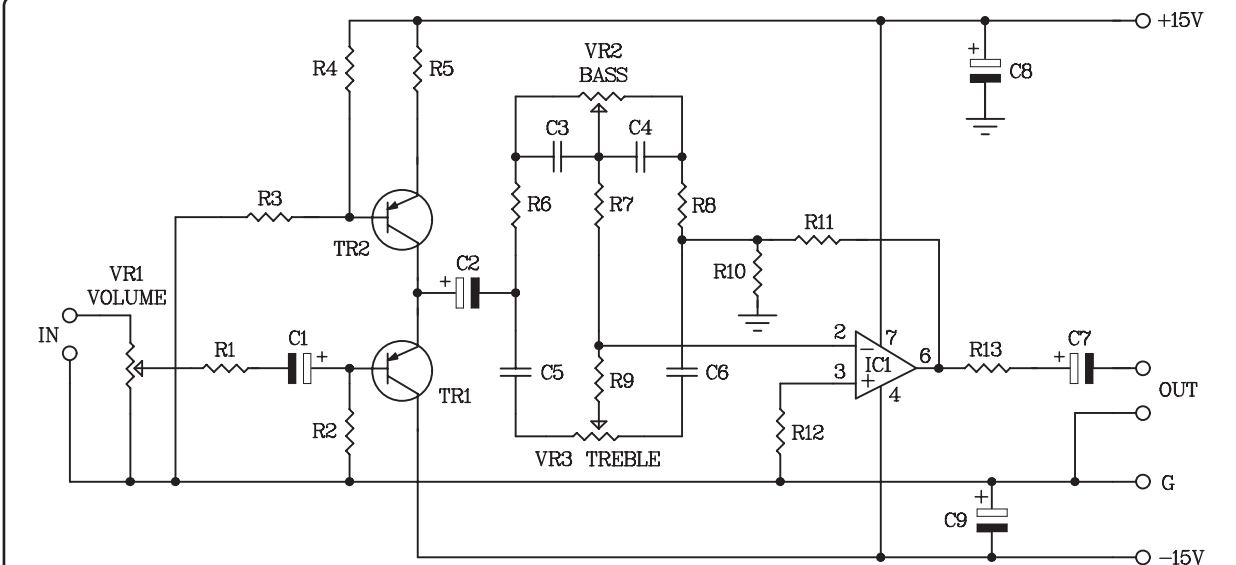 +15V
R4
R5
VR2
BASS
+
C8
C3
C4
R3
R6
R7
R8
R11
TR2
R10
C2
+
VR1
VOLUME
IN
R1
C1
+
2
7
−
IC1
6
R13
+
C7
3
+
4
C5
R9
C6
OUT
TR1
R2
R12
VR3 TREBLE
G
+
C9
−15V